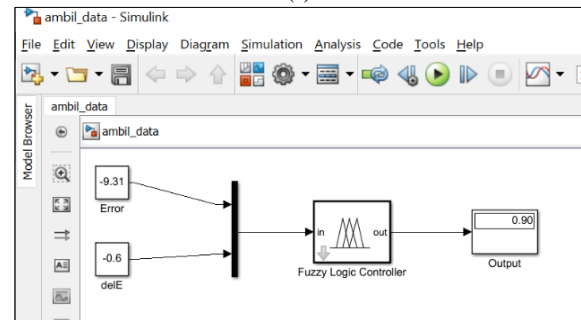 ambil_data - Simulink
File Edit View Display Diagram Simulation Analysis Code Tools Help
ambil_data
Model Browser
ambil_data
-9.31
Error
-0.6
delE
in
out
Fuzzy Logic Controller
0.90
Output